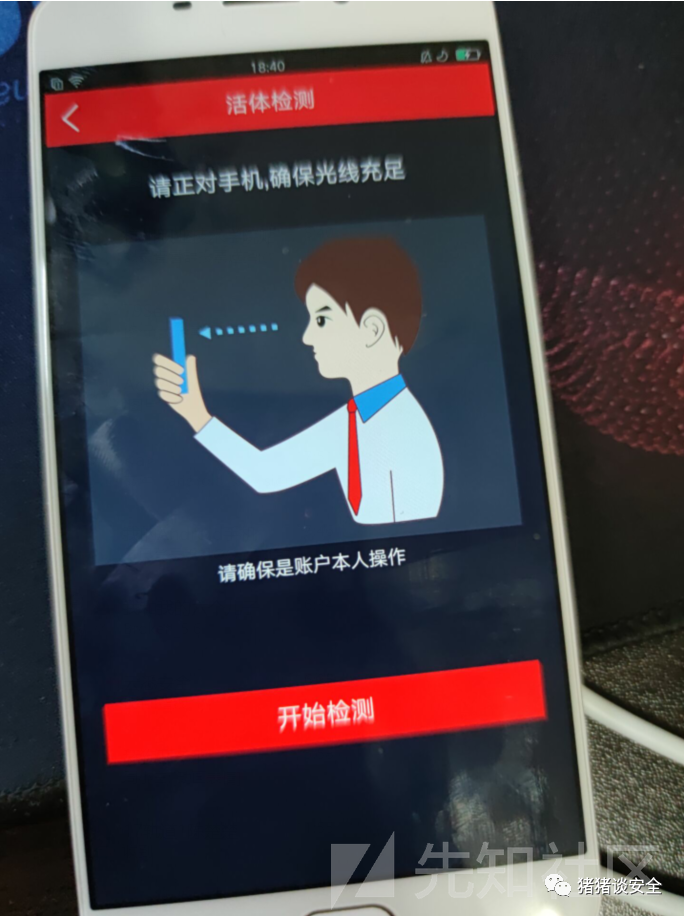 18:40
活体检测
请正对手机,确保光线充足
请确保是账户本人操作
开始检测
先知社区
猪猪谈安全